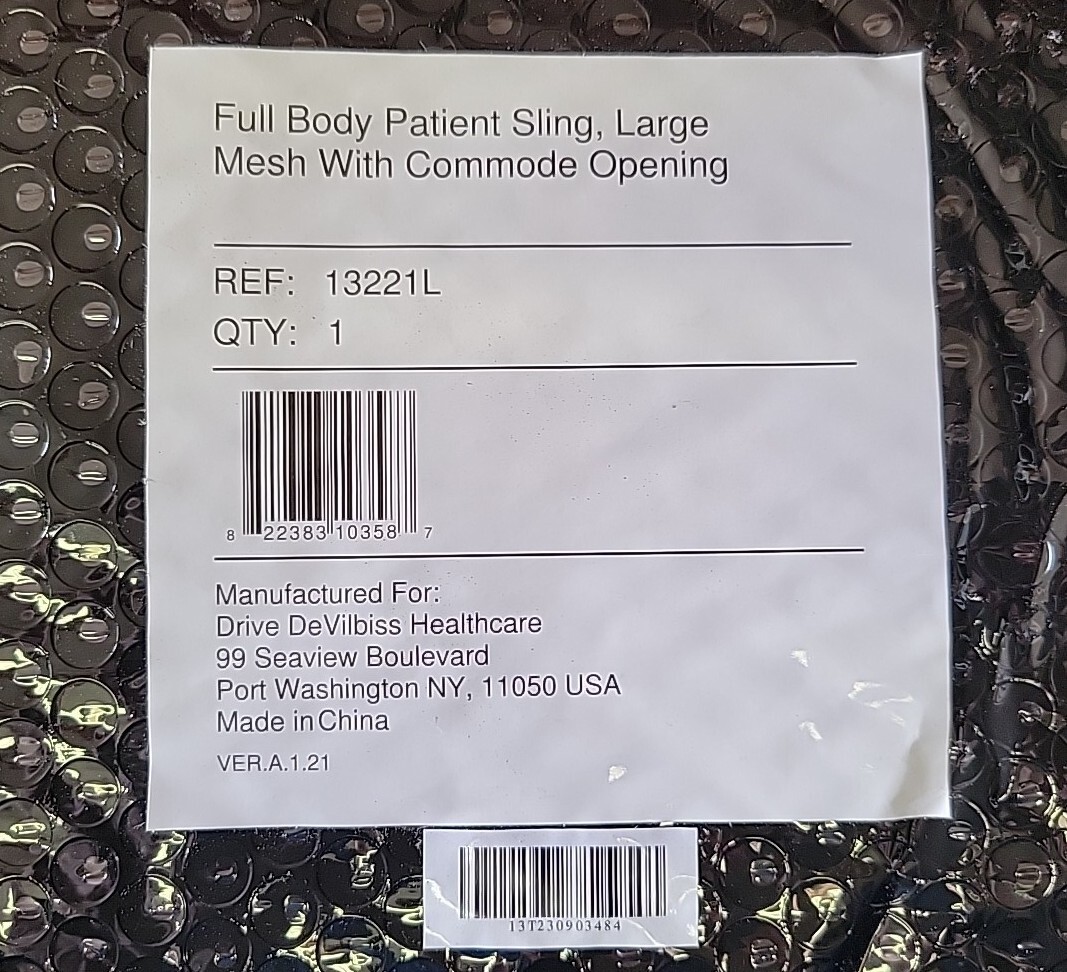 Full Body Patient Sling, Large
Mesh With Commode Opening
REF: 13221L
QTY: 1
8 22383 10358 7
Manufactured For:
Drive DeVilbiss Healthcare
99 Seaview Boulevard
Port Washington NY, 11050 USA
Made in China
VER.A.1.21
13T230903484